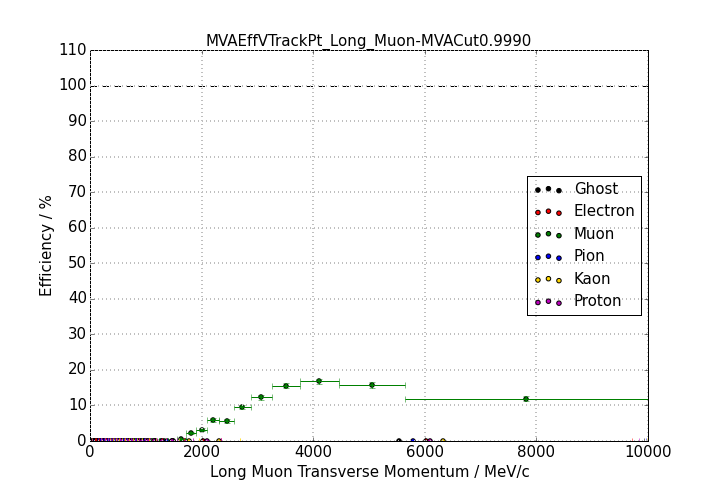 MVAEffVTrackPt_Long_Muon-MVACut0.9990
110
100
90
80
70
60
50
40
30
20
10
0
Efficiency / %
Ghost
Electron
Muon
Pion
Kaon
Proton
0 2000 4000 6000 8000 10000
Long Muon Transverse Momentum / MeV/c